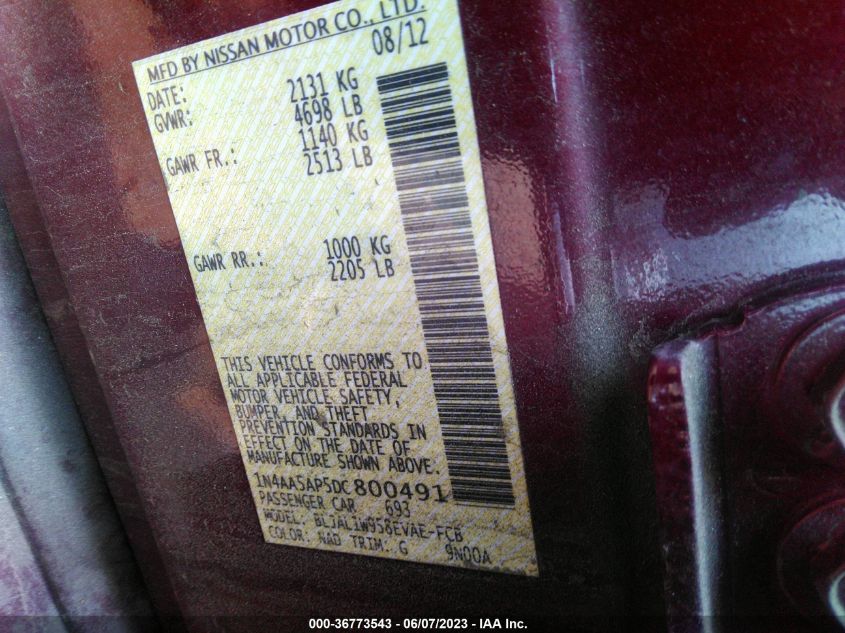 MFD BY NISSAN MOTOR CO., LTD.
DATE: 08/12
GVWR: 2131 KG
4698 LB
GAWR FR.: 1140 KG
2513 LB
GAWR RR.: 1000 KG
2205 LB
THIS VEHICLE CONFORMS TO
ALL APPLICABLE FEDERAL
MOTOR VEHICLE SAFETY,
BUMPER, AND THEFT
PREVENTION STANDARDS IN
EFFECT ON THE DATE OF
MANUFACTURE SHOWN ABOVE.
1N4AA5AP5DC800491
PASSENGER CAR 693
MODEL: BLJALIW958EVAE-FCB
COLOR: NAD TRIM: G 9N00A
000-36773543 - 06/07/2023 - IAA Inc.